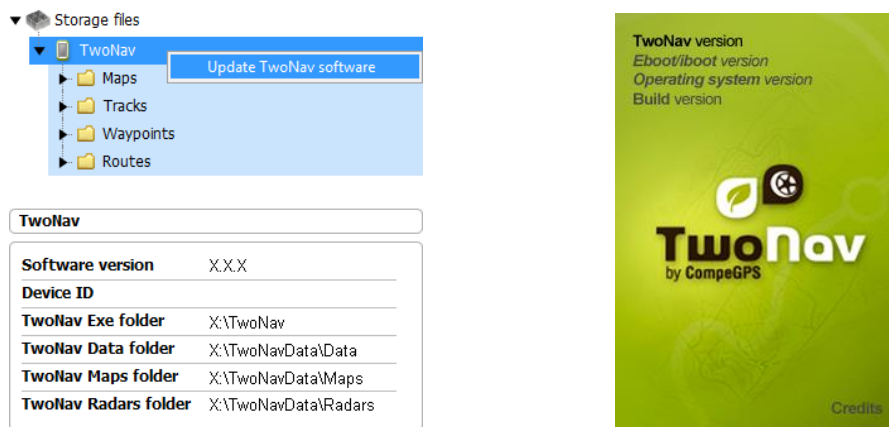 Storage files
TwoNav
Update TwoNav software
Maps
Tracks
Waypoints
Routes
TwoNav
Software version X.X.X
Device ID
TwoNav Exe folder X:\TwoNav
TwoNav Data folder X:\TwoNavData\Data
TwoNav Maps folder X:\TwoNavData\Maps
TwoNav Radars folder X:\TwoNavData\Radars
TwoNav version
Eboot/iboot version
Operating system version
Build version
TwoNav
by CompeGPS
Credits